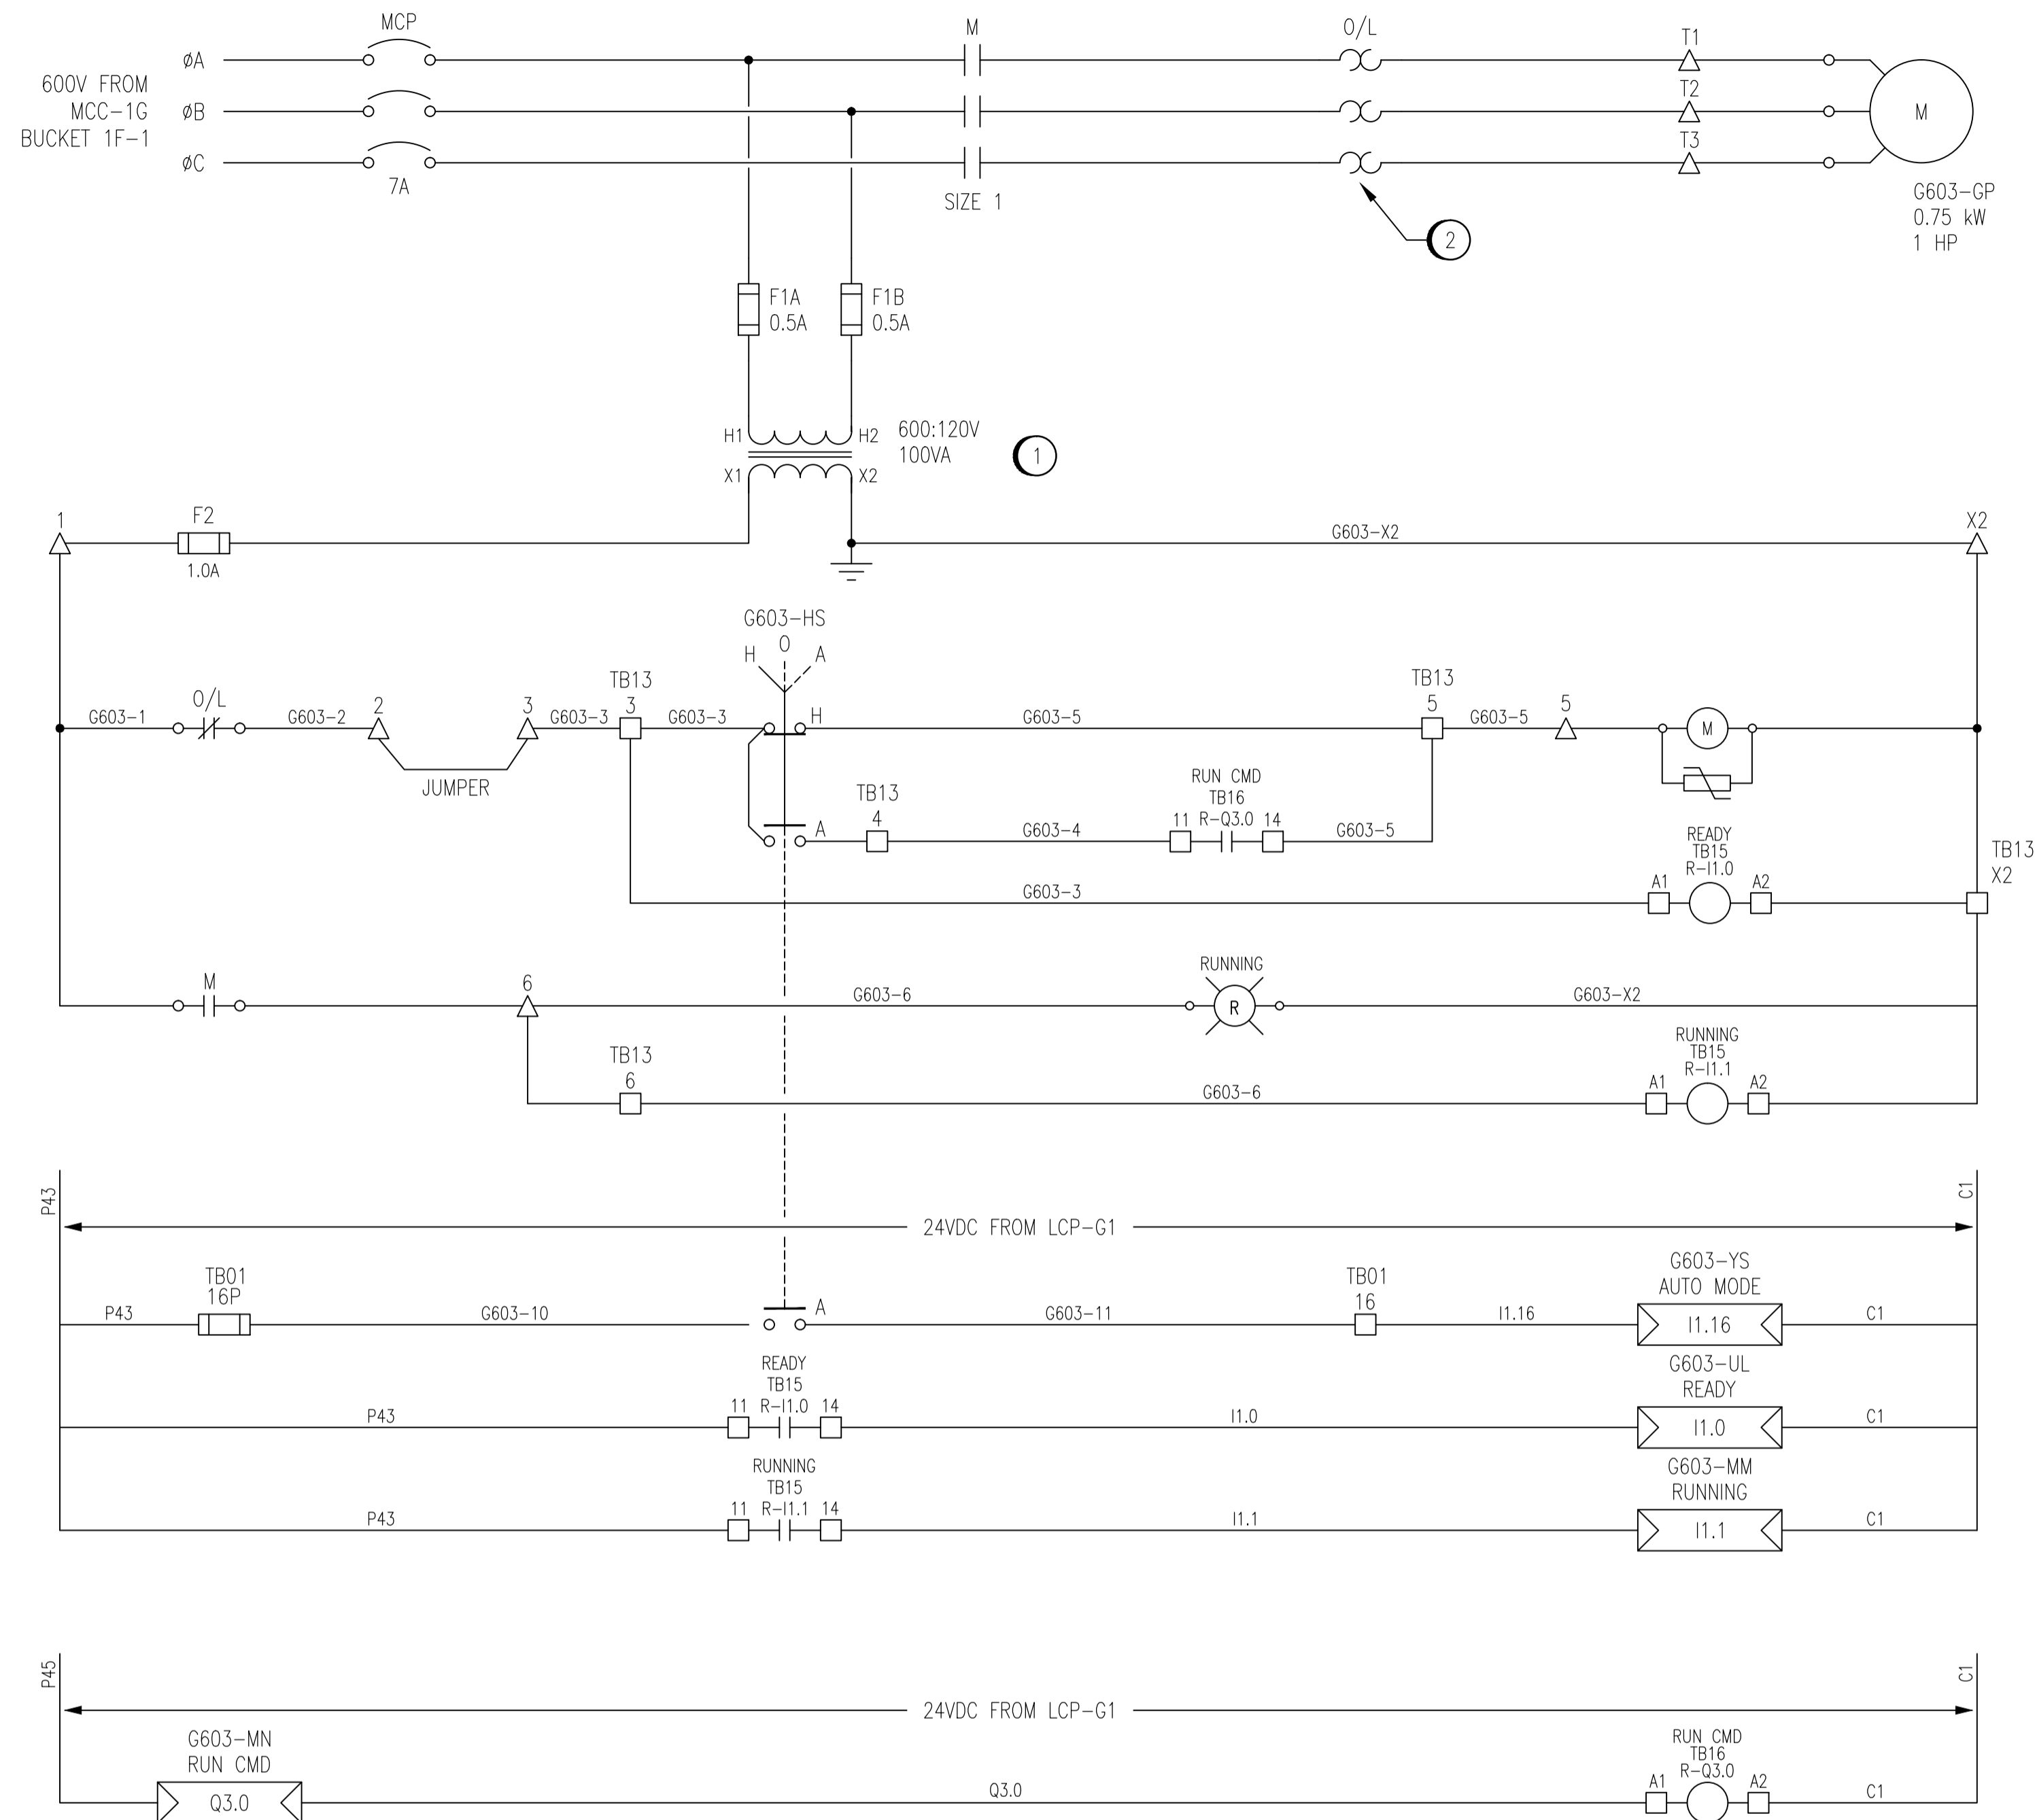 MCP
M
O/L
T1
600V FROM
MCC-1G
BUCKET 1F-1
øA
øB
øC
7A
SIZE 1
T2
T3
M
G603-GP
0.75 kW
1 HP
2
F1A
0.5A
F1B
0.5A
H1
H2
600:120V
100VA
1
X1
X2
1
F2
1.0A
G603-X2
X2
G603-HS
O
H
A
G603-1
O/L
G603-2
2
3
JUMPER
G603-3
TB13
3
G603-3
H
G603-5
TB13
5
G603-5
5
M
A
TB13
4
G603-4
RUN CMD
TB16
11 R-Q3.0 14
G603-5
G603-3
READY
TB15
R-I1.0
A1
A2
TB13
X2
M
6
G603-6
RUNNING
R
G603-X2
TB13
6
G603-6
RUNNING
TB15
R-I1.1
A1
A2
P43
24VDC FROM LCP-G1
C1
P43
TB01
16P
G603-10
A
G603-11
TB01
16
I1.16
G603-YS
AUTO MODE
I1.16
C1
P43
READY
TB15
11 R-I1.0 14
I1.0
G603-UL
READY
I1.0
C1
P43
RUNNING
TB15
11 R-I1.1 14
I1.1
G603-MM
RUNNING
I1.1
C1
P45
24VDC FROM LCP-G1
C1
G603-MN
RUN CMD
Q3.0
Q3.0
RUN CMD
TB16
R-Q3.0
A1
A2
C1